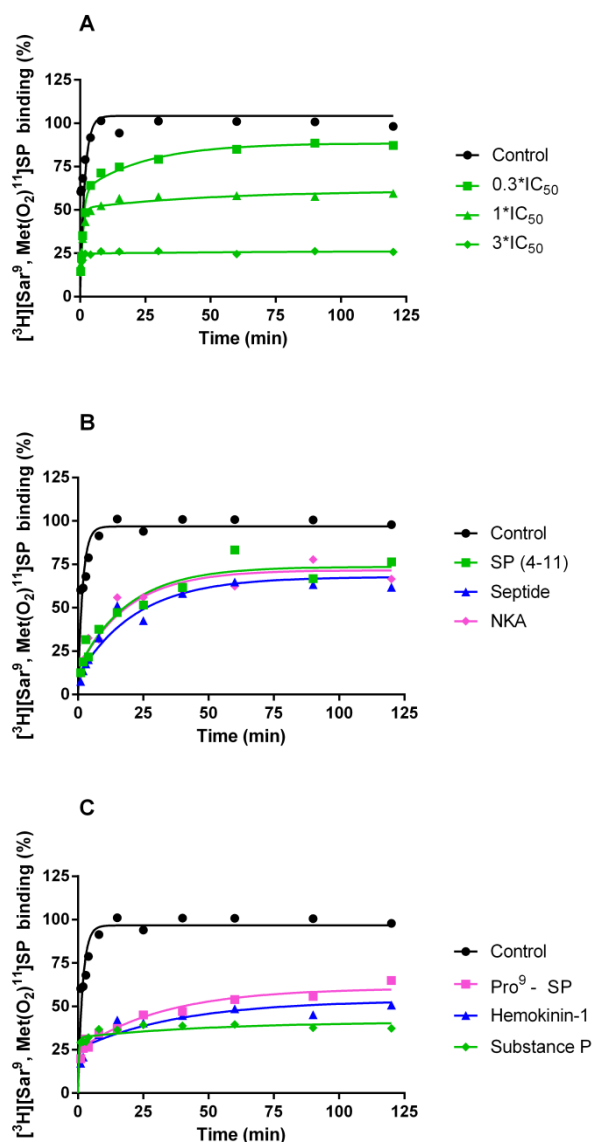 A
[³H][Sar⁹, Met(O₂)¹¹]SP binding (%)
125
100
75
50
25
0
0 25 50 75 100 125
Time (min)
Control
0.3*IC₅₀
1*IC₅₀
3*IC₅₀
B
[³H][Sar⁹, Met(O₂)¹¹]SP binding (%)
125
100
75
50
25
0
0 25 50 75 100 125
Time (min)
Control
SP (4-11)
Septide
NKA
C
[³H][Sar⁹, Met(O₂)¹¹]SP binding (%)
125
100
75
50
25
0
0 25 50 75 100 125
Time (min)
Control
Pro⁹ - SP
Hemokinin-1
Substance P